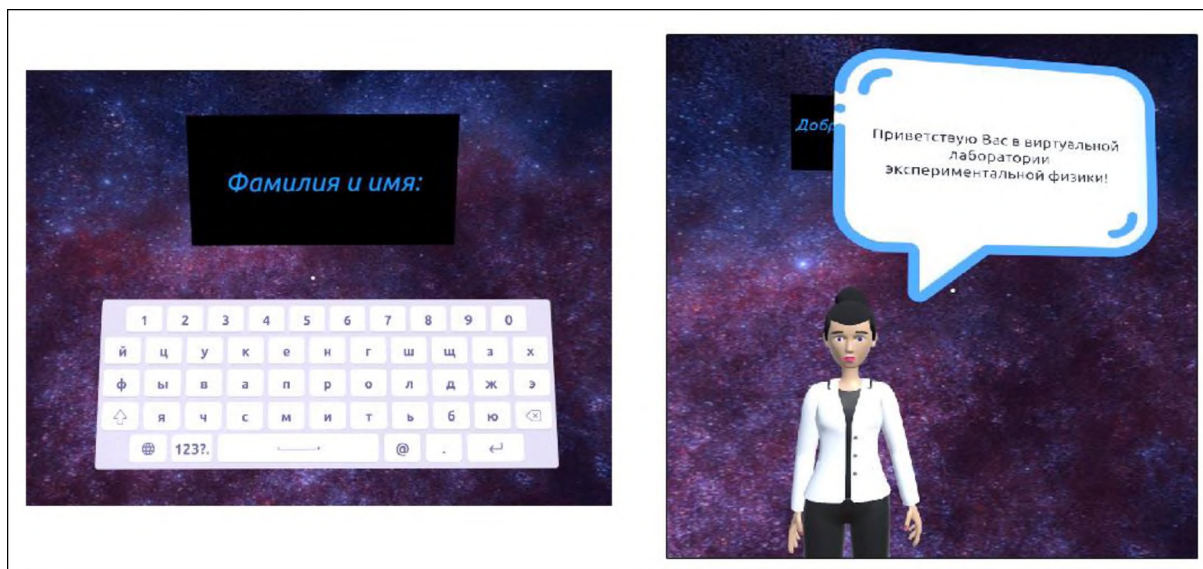 Фамилия и имя:
1 2 3 4 5 6 7 8 9 0
й ц у к е н г ш щ з х
ф ы в а п р о л д ж э
я ч с м и т ь б ю
123?. @ .
Добр
Приветствую Вас в виртуальной
лаборатории
экспериментальной физики!